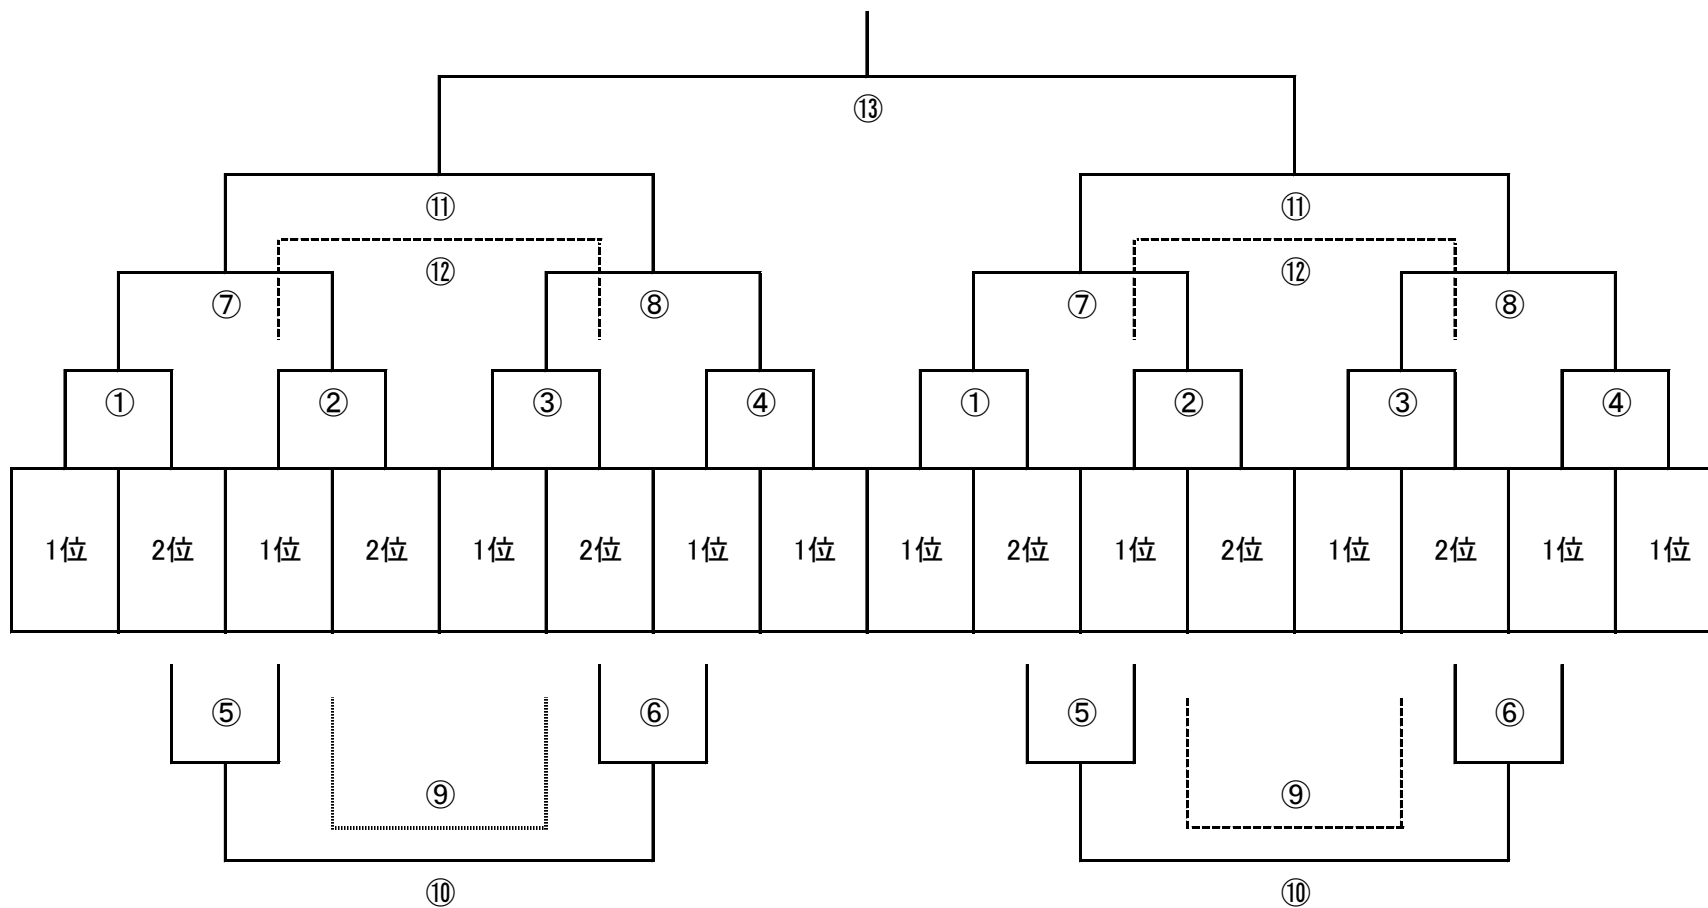 ⑬
⑪ ⑪
⑫ ⑫
⑦ ⑧ ⑦ ⑧
① ② ③ ④ ① ② ③ ④
1位 2位 1位 2位 1位 2位 1位 1位 1位 2位 1位 2位 1位 2位 1位 1位
⑤ ⑥ ⑤ ⑥
⑨ ⑨
⑩ ⑩